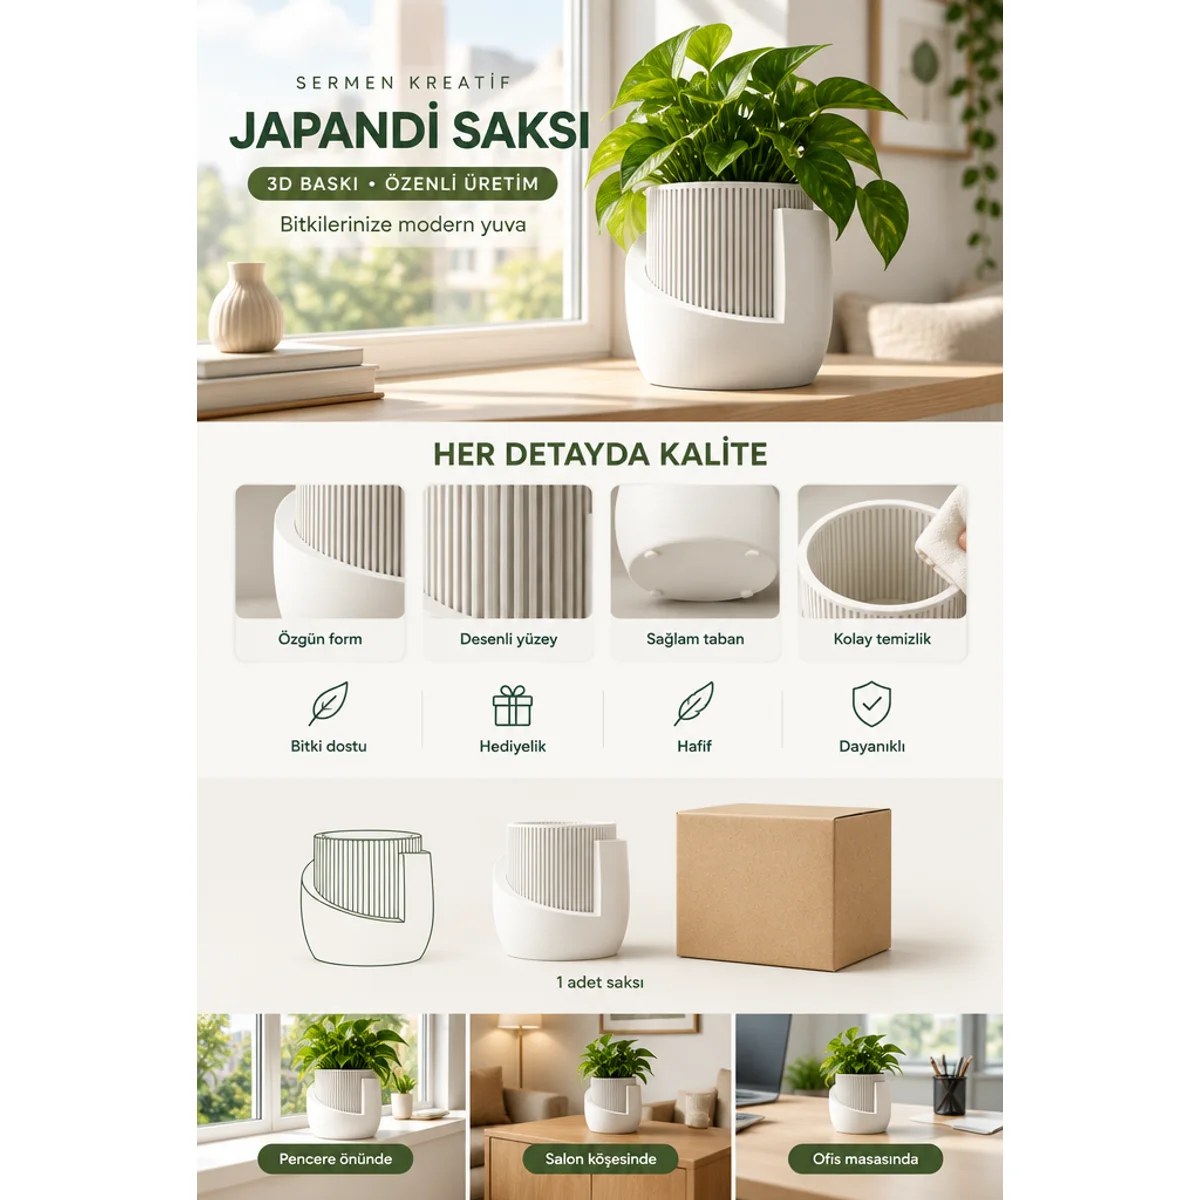 SERMEN KREATİF
JAPANDİ SAKSI
3D BASKI • ÖZENLİ ÜRETİM
Bitkilerinize modern yuva
HER DETAYDA KALİTE
Özgün form
Desenli yüzey
Sağlam taban
Kolay temizlik
Bitki dostu
Hediyelik
Hafif
Dayanıklı
1 adet saksı
Pencere önünde
Salon köşesinde
Ofis masasında